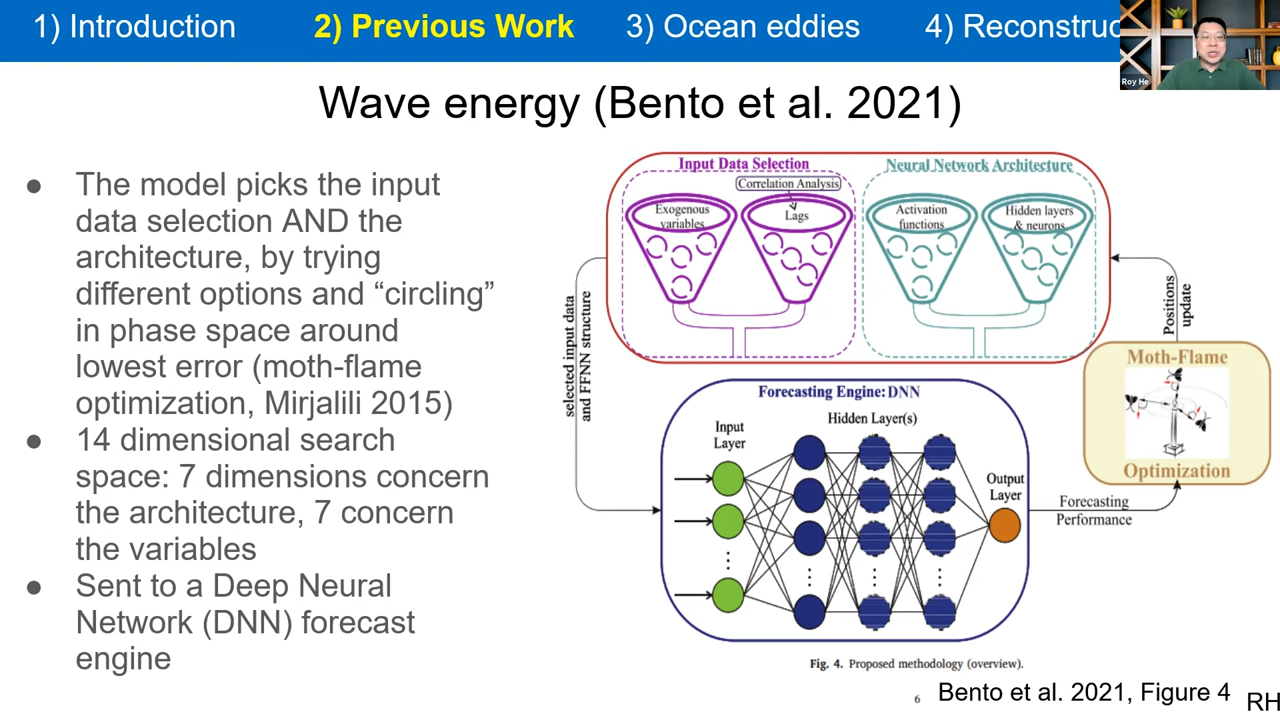 1) Introduction
2) Previous Work
3) Ocean eddies
4) Reconstruc
Roy He
Wave energy (Bento et al. 2021)
● The model picks the input
data selection AND the
architecture, by trying
different options and “circling”
in phase space around
lowest error (moth-flame
optimization, Mirjalili 2015)
● 14 dimensional search
space: 7 dimensions concern
the architecture, 7 concern
the variables
● Sent to a Deep Neural
Network (DNN) forecast
engine
Input Data Selection
Correlation Analysis
Exogenous
variables
Lags
Neural Network Architecture
Activation
functions
Hidden layers
& neurons
selected input data
and FFNN structure
Positions
update
Moth-Flame
Optimization
Forecasting Engine: DNN
Input
Layer
Hidden Layer(s)
Output
Layer
Forecasting
Performance
Fig. 4. Proposed methodology (overview).
6
Bento et al. 2021, Figure 4
RH